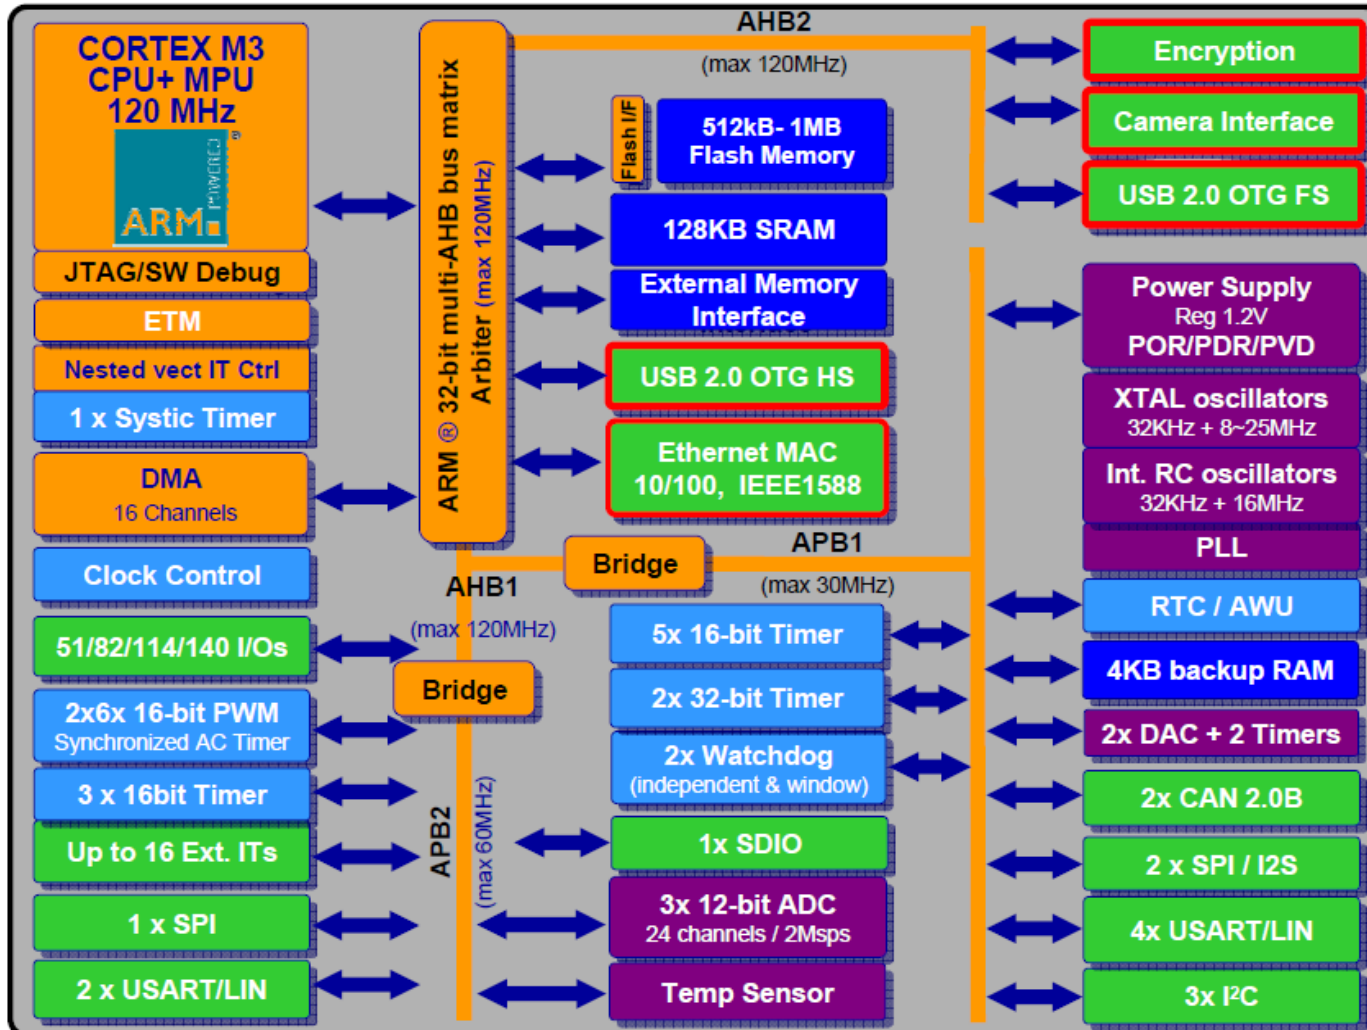 CORTEX M3
CPU+ MPU
120 MHz
ARM POWERED ®
JTAG/SW Debug
ETM
Nested vect IT Ctrl
1 x Systic Timer
DMA
16 Channels
Clock Control
51/82/114/140 I/Os
2x6x 16-bit PWM
Synchronized AC Timer
3 x 16bit Timer
Up to 16 Ext. ITs
1 x SPI
2 x USART/LIN
ARM ® 32-bit multi-AHB bus matrix
Arbiter (max 120MHz)
AHB2
(max 120MHz)
Flash I/F
512kB- 1MB
Flash Memory
128KB SRAM
External Memory
Interface
USB 2.0 OTG HS
Ethernet MAC
10/100, IEEE1588
Bridge
APB1
(max 30MHz)
AHB1
(max 120MHz)
Bridge
APB2
(max 60MHz)
5x 16-bit Timer
2x 32-bit Timer
2x Watchdog
(independent & window)
1x SDIO
3x 12-bit ADC
24 channels / 2Msps
Temp Sensor
Encryption
Camera Interface
USB 2.0 OTG FS
Power Supply
Reg 1.2V
POR/PDR/PVD
XTAL oscillators
32KHz + 8~25MHz
Int. RC oscillators
32KHz + 16MHz
PLL
RTC / AWU
4KB backup RAM
2x DAC + 2 Timers
2x CAN 2.0B
2 x SPI / I2S
4x USART/LIN
3x I²C